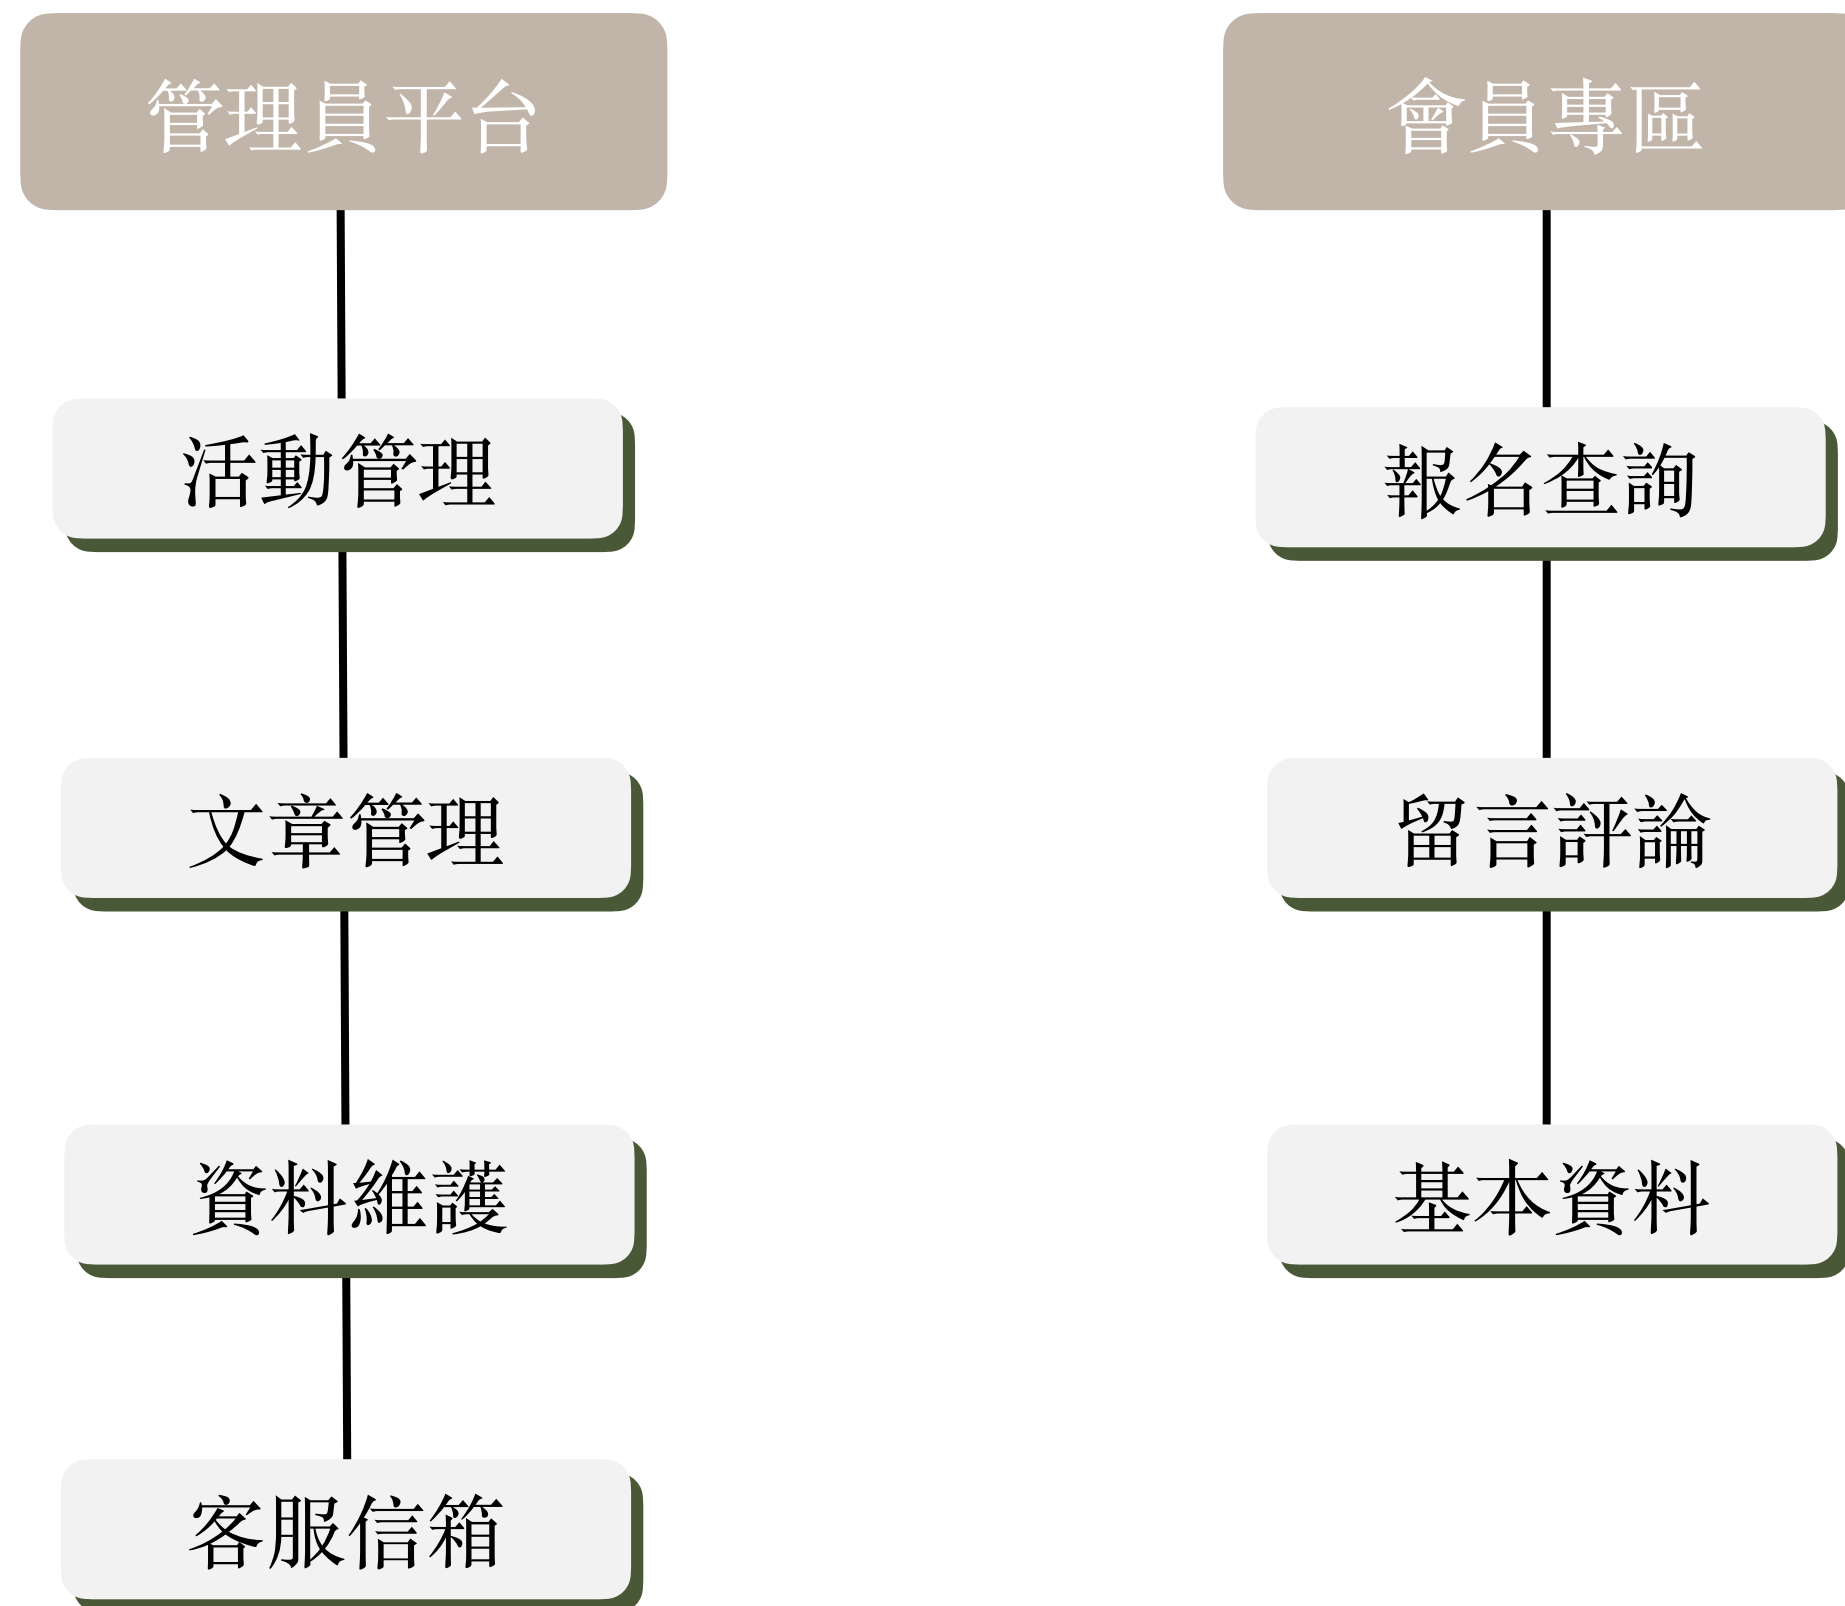 管理員平台
活動管理
文章管理
資料維護
客服信箱
會員專區
報名查詢
留言評論
基本資料